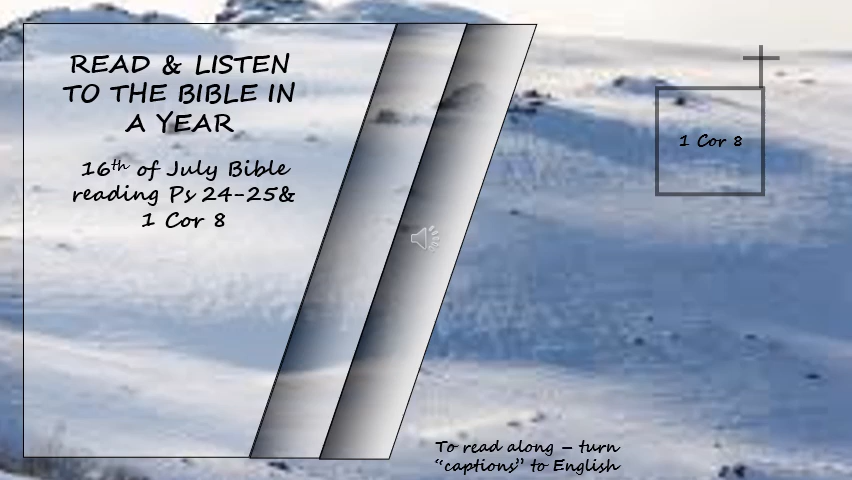 READ & LISTEN
TO THE BIBLE IN
A YEAR
16th of July Bible
reading Ps 24-25&
1 Cor 8
1 Cor 8
To read along – turn
“captions” to English